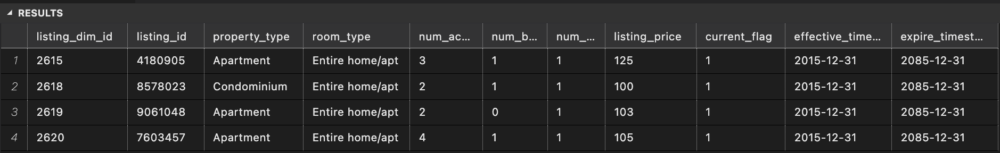 RESULTS
listing_dim_id listing_id property_type room_type num_ac... num_b... num_... listing_price current_flag effective_time... expire_timest...
1 2615 4180905 Apartment Entire home/apt 3 1 1 125 1 2015-12-31 2085-12-31
2 2618 8578023 Condominium Entire home/apt 2 1 1 100 1 2015-12-31 2085-12-31
3 2619 9061048 Apartment Entire home/apt 2 0 1 103 1 2015-12-31 2085-12-31
4 2620 7603457 Apartment Entire home/apt 4 1 1 105 1 2015-12-31 2085-12-31